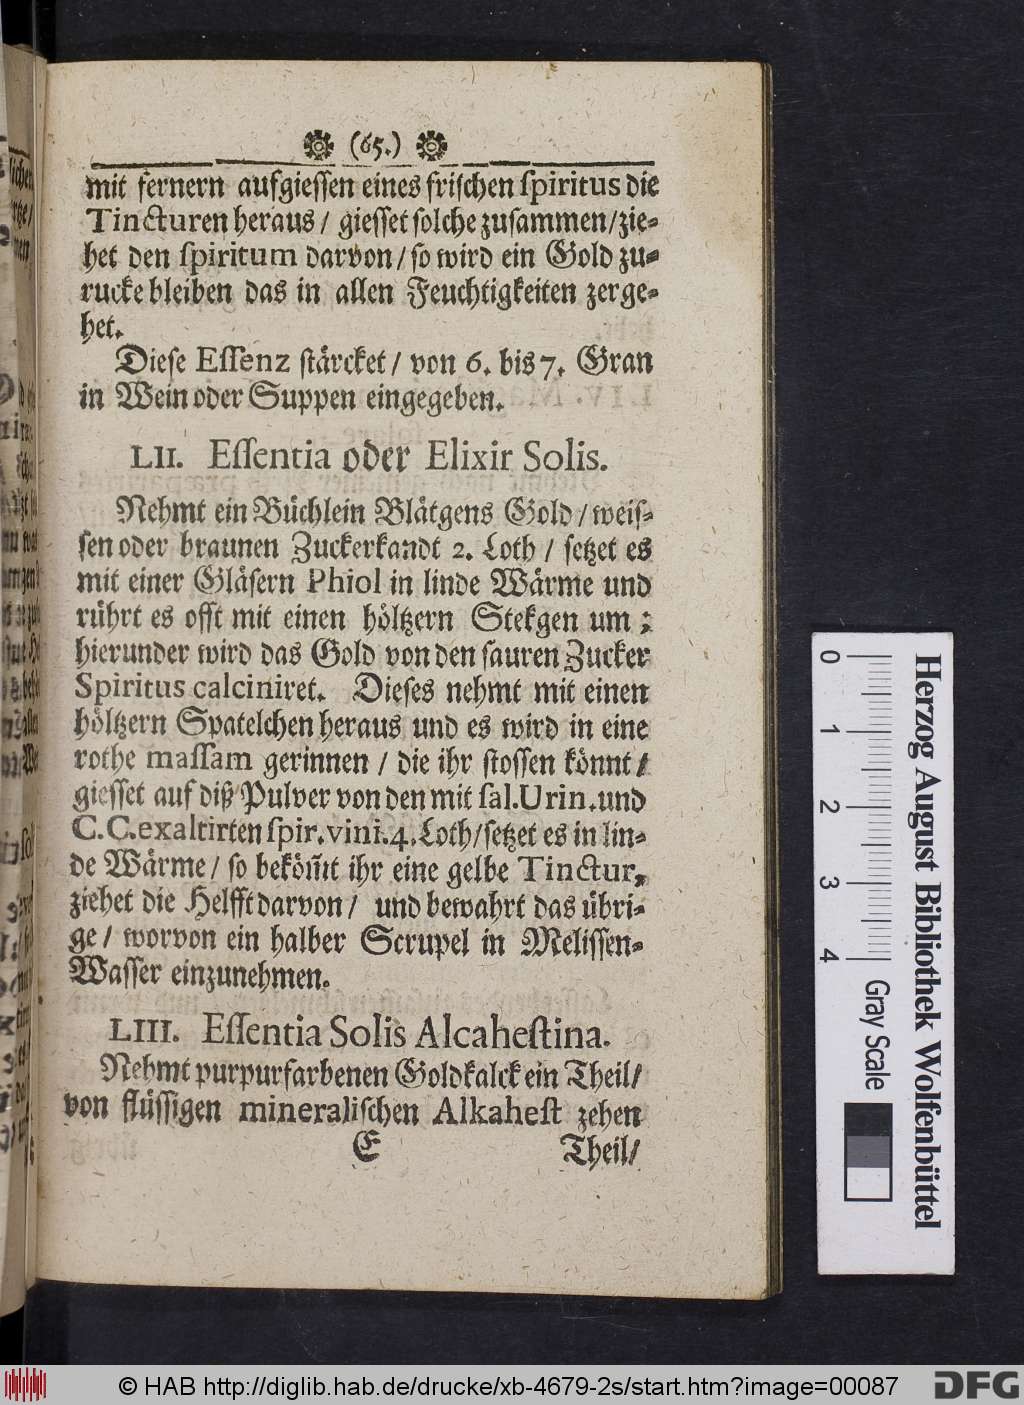 (65.)
mit fernern aufgiessen eines frischen spiritus die
Tincturen heraus / giesset solche zusammen/zie-
het den spiritum darvon / so wird ein Gold zu-
rucke bleiben das in allen Feuchtigkeiten zerge-
het.
Diese Essenz stärcket / von 6. bis 7. Gran
in Wein oder Suppen eingegeben.
LII. Essentia oder Elixir Solis.
Nehmt ein Büchlein Blätgens Gold / weis-
sen oder braunen Zuckerkandt 2. Loth / setzet es
mit einer Gläsern Phiol in linde Wärme und
rührt es offt mit einen höltzern Stekgen um ;
hierunder wird das Gold von den sauren Zucker
Spiritus calciniret. Dieses nehmt mit einen
höltzern Spatelchen heraus und es wird in eine
rothe massam gerinnen / die ihr stossen könnt /
giesset auf diß Pulver von den mit sal. Urin. und
C. C. exaltirten spir. vini. 4. Loth/setzet es in lin-
de Wärme / so bekom̃t ihr eine gelbe Tinctur,
ziehet die Helfft darvon / und bewahrt das übri-
ge / worvon ein halber Scrupel in Melissen-
Wasser einzunehmen.
LIII. Essentia Solis Alcahestina.
Nehmt purpurfarbenen Goldkalck ein Theil/
von flüssigen mineralischen Alkahest zehen
E Theil/
0 1 2 3 4
Herzog August Bibliothek Wolfenbüttel
Gray Scale
© HAB http://diglib.hab.de/drucke/xb-4679-2s/start.htm?image=00087
DFG